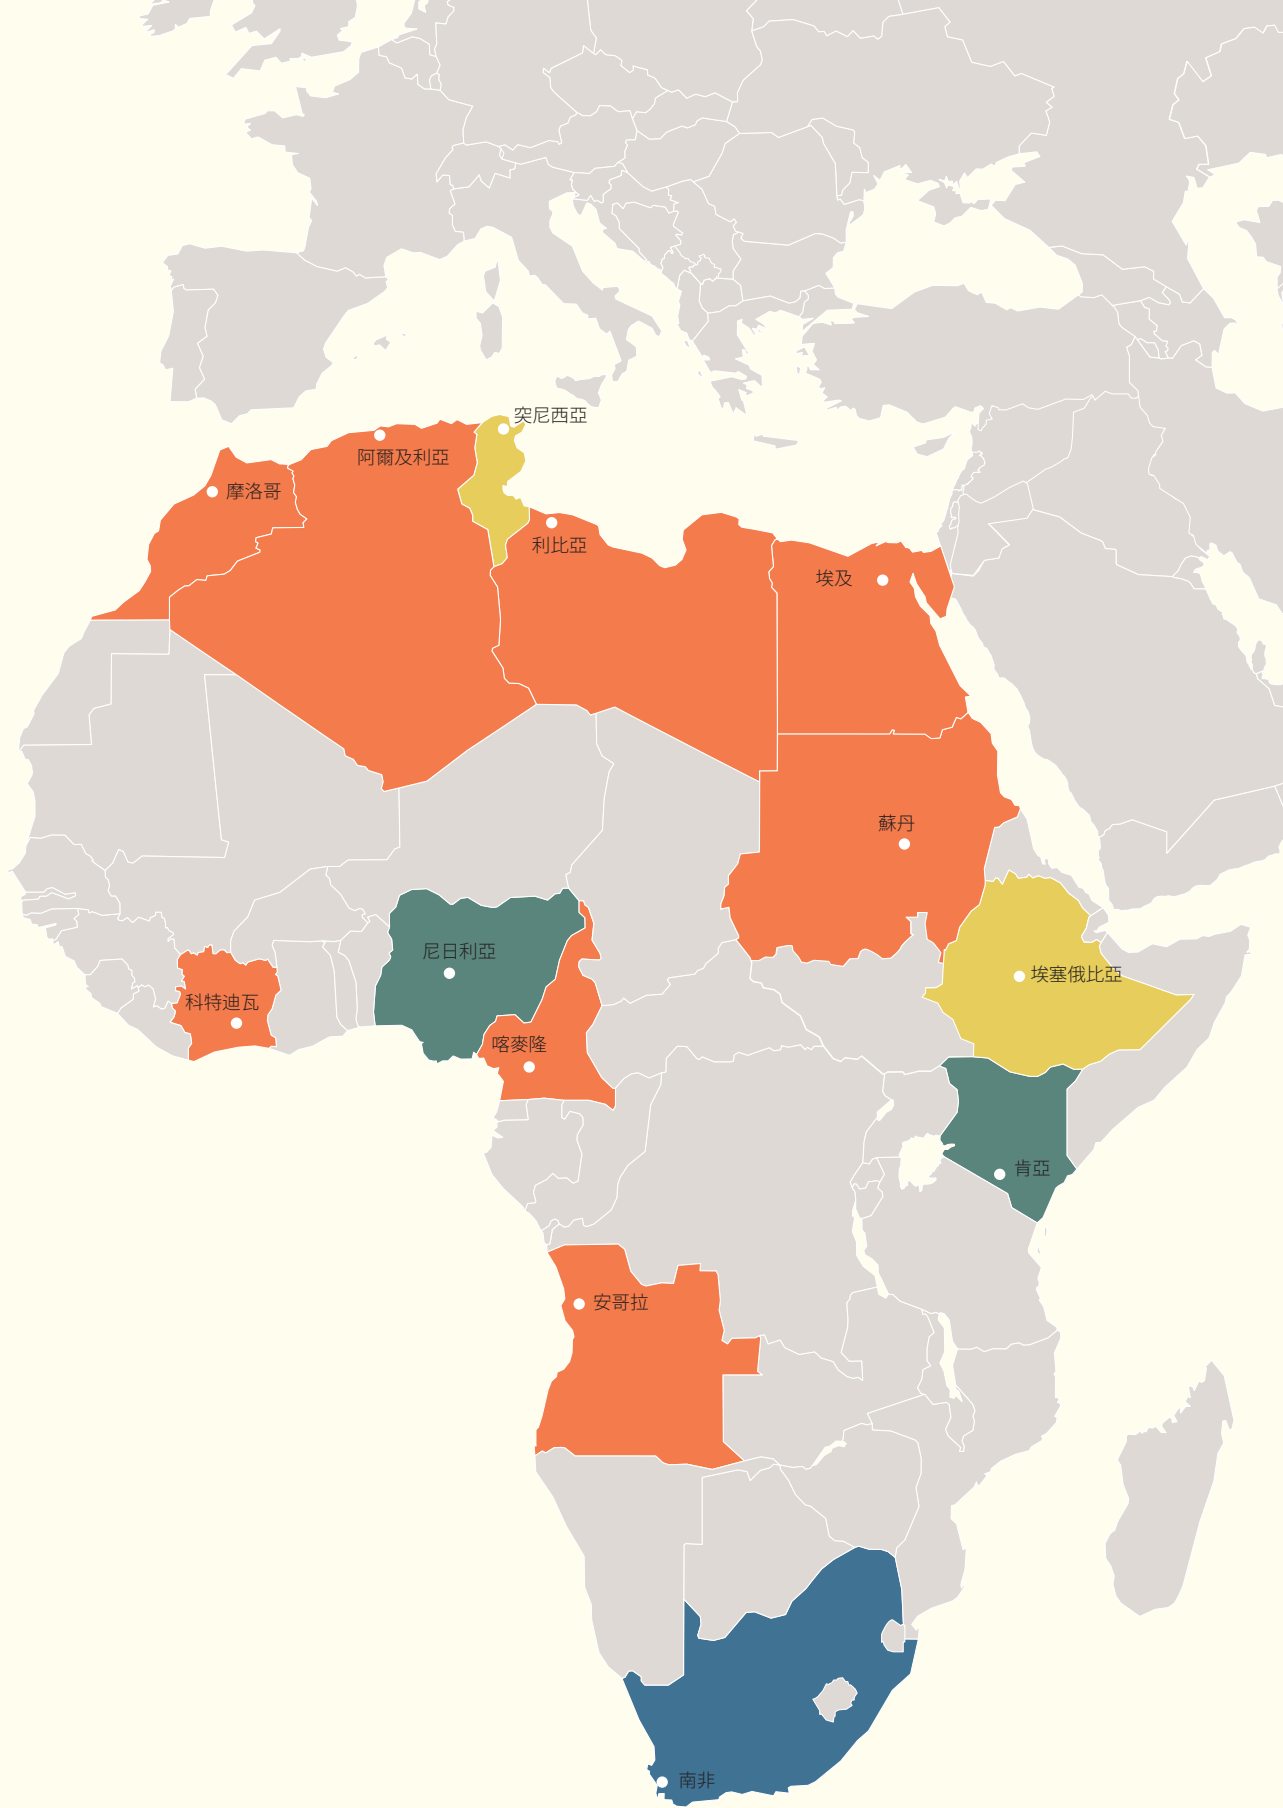 突尼西亞
阿爾及利亞
摩洛哥
利比亞
埃及
蘇丹
尼日利亞
埃塞俄比亞
科特迪瓦
喀麥隆
肯亞
安哥拉
南非